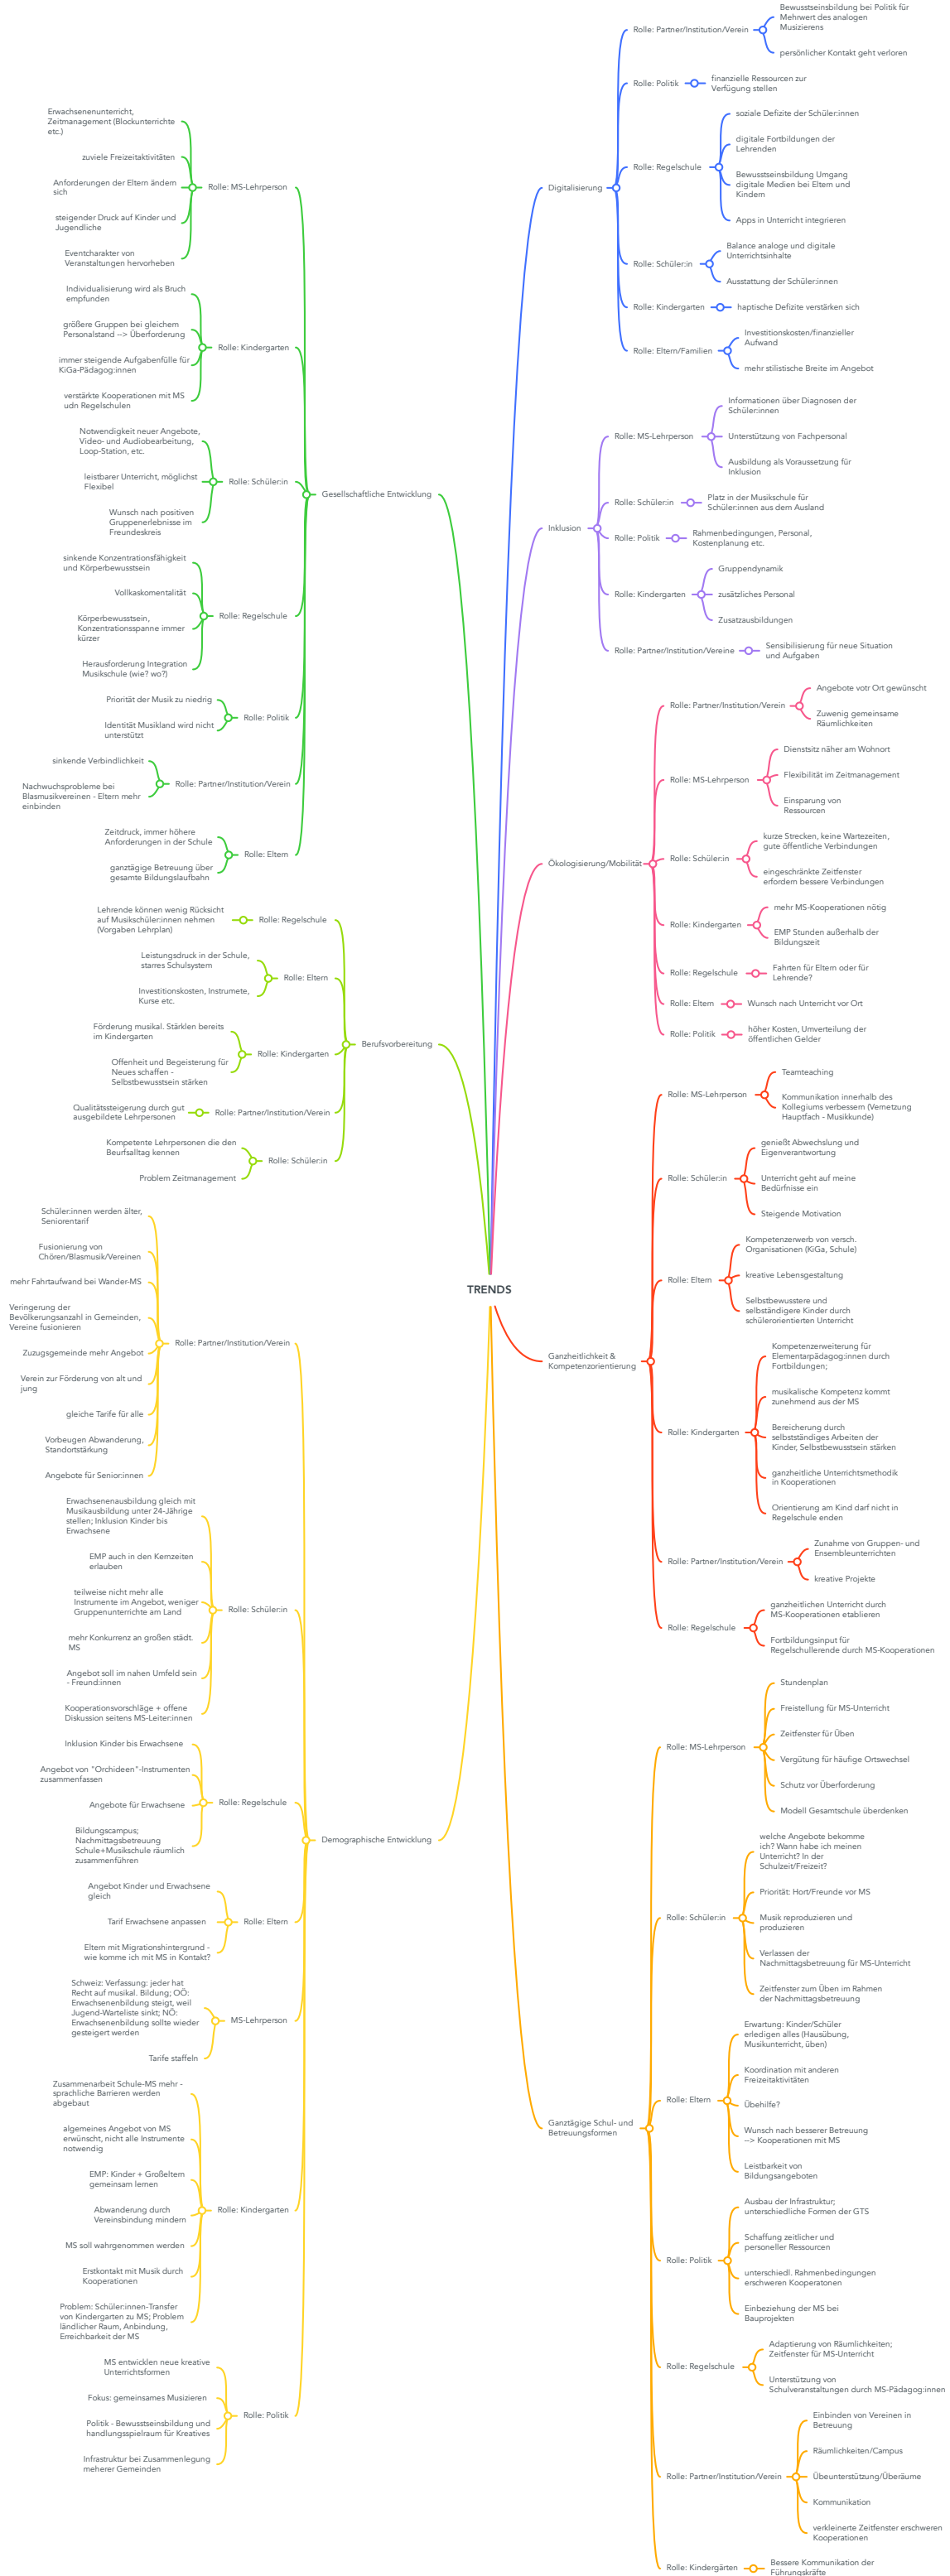 TRENDS
Digitalisierung
Rolle: Partner/Institution/Verein
Bewusstseinsbildung bei Politik für
Mehrwert des analogen
Musizierens
persönlicher Kontakt geht verloren
Rolle: Politik
finanzielle Ressourcen zur
Verfügung stellen
Rolle: Regelschule
soziale Defizite der Schüler:innen
digitale Fortbildungen der
Lehrenden
Bewusstseinsbildung Umgang
digitale Medien bei Eltern und
Kindern
Apps in Unterricht integrieren
Rolle: Schüler:in
Balance analoge und digitale
Unterrichtsinhalte
Ausstattung der Schüler:innen
Rolle: Kindergarten
haptische Defizite verstärken sich
Rolle: Eltern/Familien
Investitionskosten/finanzieller
Aufwand
mehr stilistische Breite im Angebot
Inklusion
Rolle: MS-Lehrperson
Informationen über Diagnosen der
Schüler:innen
Unterstützung von Fachpersonal
Ausbildung als Voraussetzung für
Inklusion
Rolle: Schüler:in
Platz in der Musikschule für
Schüler:innen aus dem Ausland
Rolle: Politik
Rahmenbedingungen, Personal,
Kostenplanung etc.
Rolle: Kindergarten
Gruppendynamik
zusätzliches Personal
Zusatzausbildungen
Rolle: Partner/Institution/Vereine
Sensibilisierung für neue Situation
und Aufgaben
Ökologisierung/Mobilität
Rolle: Partner/Institution/Verein
Angebote votr Ort gewünscht
Zuwenig gemeinsame
Räumlichkeiten
Rolle: MS-Lehrperson
Dienstsitz näher am Wohnort
Flexibilität im Zeitmanagement
Einsparung von
Ressourcen
Rolle: Schüler:in
kurze Strecken, keine Wartezeiten,
gute öffentliche Verbindungen
eingeschränkte Zeitfenster
erfordern bessere Verbindungen
Rolle: Kindergarten
mehr MS-Kooperationen nötig
EMP Stunden außerhalb der
Bildungszeit
Rolle: Regelschule
Fahrten für Eltern oder für
Lehrende?
Rolle: Eltern
Wunsch nach Unterricht vor Ort
Rolle: Politik
höher Kosten, Umverteilung der
öffentlichen Gelder
Ganzheitlichkeit &
Kompetenzorientierung
Rolle: MS-Lehrperson
Teamteaching
Kommunikation innerhalb des
Kollegiums verbessern (Vernetzung
Hauptfach - Musikkunde)
Rolle: Schüler:in
genießt Abwechslung und
Eigenverantwortung
Unterricht geht auf meine
Bedürfnisse ein
Steigende Motivation
Rolle: Eltern
Kompetenzerwerb von versch.
Organisationen (KiGa, Schule)
kreative Lebensgestaltung
Selbstbewusstere und
selbständigere Kinder durch
schülerorientierten Unterricht
Rolle: Kindergarten
Kompetenzerweiterung für
Elementarpädagog:innen durch
Fortbildungen;
musikalische Kompetenz kommt
zunehmend aus der MS
Bereicherung durch
selbstständiges Arbeiten der
Kinder, Selbstbewusstsein stärken
ganzheitliche Unterrichtsmethodik
in Kooperationen
Orientierung am Kind darf nicht in
Regelschule enden
Rolle: Partner/Institution/Verein
Zunahme von Gruppen- und
Ensembleunterrichten
kreative Projekte
Rolle: Regelschule
ganzheitlichen Unterricht durch
MS-Kooperationen etablieren
Fortbildungsinput für
Regelschullerende durch MS-Kooperationen
Ganztägige Schul- und
Betreuungsformen
Rolle: MS-Lehrperson
Stundenplan
Freistellung für MS-Unterricht
Zeitfenster für Üben
Vergütung für häufige Ortswechsel
Schutz vor Überforderung
Modell Gesamtschule überdenken
Rolle: Schüler:in
welche Angebote bekomme
ich? Wann habe ich meinen
Unterricht? In der
Schulzeit/Freizeit?
Priorität: Hort/Freunde vor MS
Musik reproduzieren und
produzieren
Verlassen der
Nachmittagsbetreuung für MS-Unterricht
Zeitfenster zum Üben im Rahmen
der Nachmittagsbetreuung
Rolle: Eltern
Erwartung: Kinder/Schüler
erledigen alles (Hausübung,
Musikunterricht, üben)
Koordination mit anderen
Freizeitaktivitäten
Übehilfe?
Wunsch nach besserer Betreuung
--> Kooperationen mit MS
Leistbarkeit von
Bildungsangeboten
Rolle: Politik
Ausbau der Infrastruktur;
unterschiedliche Formen der GTS
Schaffung zeitlicher und
personeller Ressourcen
unterschiedl. Rahmenbedingungen
erschweren Kooperatonen
Einbeziehung der MS bei
Bauprojekten
Rolle: Regelschule
Adaptierung von Räumlichkeiten;
Zeitfenster für MS-Unterricht
Unterstützung von
Schulveranstaltungen durch MS-Pädagog:innen
Rolle: Partner/Institution/Verein
Einbinden von Vereinen in
Betreuung
Räumlichkeiten/Campus
Übeunterstützung/Überäume
Kommunikation
verkleinerte Zeitfenster erschweren
Kooperationen
Rolle: Kindergärten
Bessere Kommunikation der
Führungskräfte
Gesellschaftliche Entwicklung
Rolle: MS-Lehrperson
Erwachsenenunterricht,
Zeitmanagement (Blockunterrichte
etc.)
zuviele Freizeitaktivitäten
Anforderungen der Eltern ändern
sich
steigender Druck auf Kinder und
Jugendliche
Eventcharakter von
Veranstaltungen hervorheben
Rolle: Kindergarten
Individualisierung wird als Bruch
empfunden
größere Gruppen bei gleichem
Personalstand --> Überforderung
immer steigende Aufgabenfülle für
KiGa-Pädagog:innen
verstärkte Kooperationen mit MS
udn Regelschulen
Rolle: Schüler:in
Notwendigkeit neuer Angebote,
Video- und Audiobearbeitung,
Loop-Station, etc.
leistbarer Unterricht, möglichst
Flexibel
Wunsch nach positiven
Gruppenerlebnisse im
Freundeskreis
Rolle: Regelschule
sinkende Konzentrationsfähigkeit
und Körperbewusstsein
Vollkaskomentalität
Körperbewusstsein,
Konzentrationsspanne immer
kürzer
Herausforderung Integration
Musikschule (wie? wo?)
Rolle: Politik
Priorität der Musik zu niedrig
Identität Musikland wird nicht
unterstützt
Rolle: Partner/Institution/Verein
sinkende Verbindlichkeit
Nachwuchsprobleme bei
Blasmusikvereinen - Eltern mehr
einbinden
Rolle: Eltern
Zeitdruck, immer höhere
Anforderungen in der Schule
ganztägige Betreuung über
gesamte Bildungslaufbahn
Berufsvorbereitung
Rolle: Regelschule
Lehrende können wenig Rücksicht
auf Musikschüler:innen nehmen
(Vorgaben Lehrplan)
Rolle: Eltern
Leistungsdruck in der Schule,
starres Schulsystem
Investitionskosten, Instrumete,
Kurse etc.
Rolle: Kindergarten
Förderung musikal. Stärklen bereits
im Kindergarten
Offenheit und Begeisterung für
Neues schaffen -
Selbstbewusstsein stärken
Rolle: Partner/Institution/Verein
Qualitätssteigerung durch gut
ausgebildete Lehrpersonen
Rolle: Schüler:in
Kompetente Lehrpersonen die den
Beurfsalltag kennen
Problem Zeitmanagement
Demographische Entwicklung
Rolle: Partner/Institution/Verein
Schüler:innen werden älter,
Seniorentarif
Fusionierung von
Chören/Blasmusik/Vereinen
mehr Fahrtaufwand bei Wander-MS
Veringerung der
Bevölkerungsanzahl in Gemeinden,
Vereine fusionieren
Zuzugsgemeinde mehr Angebot
Verein zur Förderung von alt und
jung
gleiche Tarife für alle
Vorbeugen Abwanderung,
Standortstärkung
Angebote für Senior:innen
Rolle: Schüler:in
Erwachsenenausbildung gleich mit
Musikausbildung unter 24-Jährige
stellen; Inklusion Kinder bis
Erwachsene
EMP auch in den Kernzeiten
erlauben
teilweise nicht mehr alle
Instrumente im Angebot, weniger
Gruppenunterrichte am Land
mehr Konkurrenz an großen städt.
MS
Angebot soll im nahen Umfeld sein
- Freund:innen
Kooperationsvorschläge + offene
Diskussion seitens MS-Leiter:innen
Rolle: Regelschule
Inklusion Kinder bis Erwachsene
Angebot von "Orchideen"-Instrumenten
zusammenfassen
Angebote für Erwachsene
Bildungscampus;
Nachmittagsbetreuung
Schule+Musikschule räumlich
zusammenführen
Rolle: Eltern
Angebot Kinder und Erwachsene
gleich
Tarif Erwachsene anpassen
Eltern mit Migrationshintergrund -
wie komme ich mit MS in Kontakt?
MS-Lehrperson
Schweiz: Verfassung: jeder hat
Recht auf musikal. Bildung; OÖ:
Erwachsenenbildung steigt, weil
Jugend-Warteliste sinkt; NÖ:
Erwachsenenbildung sollte wieder
gesteigert werden
Tarife staffeln
Rolle: Kindergarten
Zusammenarbeit Schule-MS mehr -
sprachliche Barrieren werden
abgebaut
algemeines Angebot von MS
erwünscht, nicht alle Instrumente
notwendig
EMP: Kinder + Großeltern
gemeinsam lernen
Abwanderung durch
Vereinsbindung mindern
MS soll wahrgenommen werden
Erstkontakt mit Musik durch
Kooperationen
Problem: Schüler:innen-Transfer
von Kindergarten zu MS; Problem
ländlicher Raum, Anbindung,
Erreichbarkeit der MS
Rolle: Politik
MS entwicklen neue kreative
Unterrichtsformen
Fokus: gemeinsames Musizieren
Politik - Bewusstseinsbildung und
handlungsspielraum für Kreatives
Infrastruktur bei Zusammenlegung
meherer Gemeinden